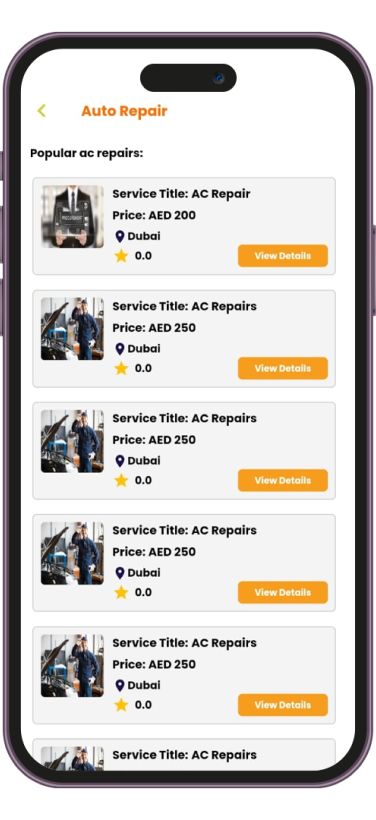 Auto Repair
Popular ac repairs:
Service Title: AC Repair
Price: AED 200
Dubai
0.0
View Details
Service Title: AC Repairs
Price: AED 250
Dubai
0.0
View Details
Service Title: AC Repairs
Price: AED 250
Dubai
0.0
View Details
Service Title: AC Repairs
Price: AED 250
Dubai
0.0
View Details
Service Title: AC Repairs
Price: AED 250
Dubai
0.0
View Details
Service Title: AC Repairs